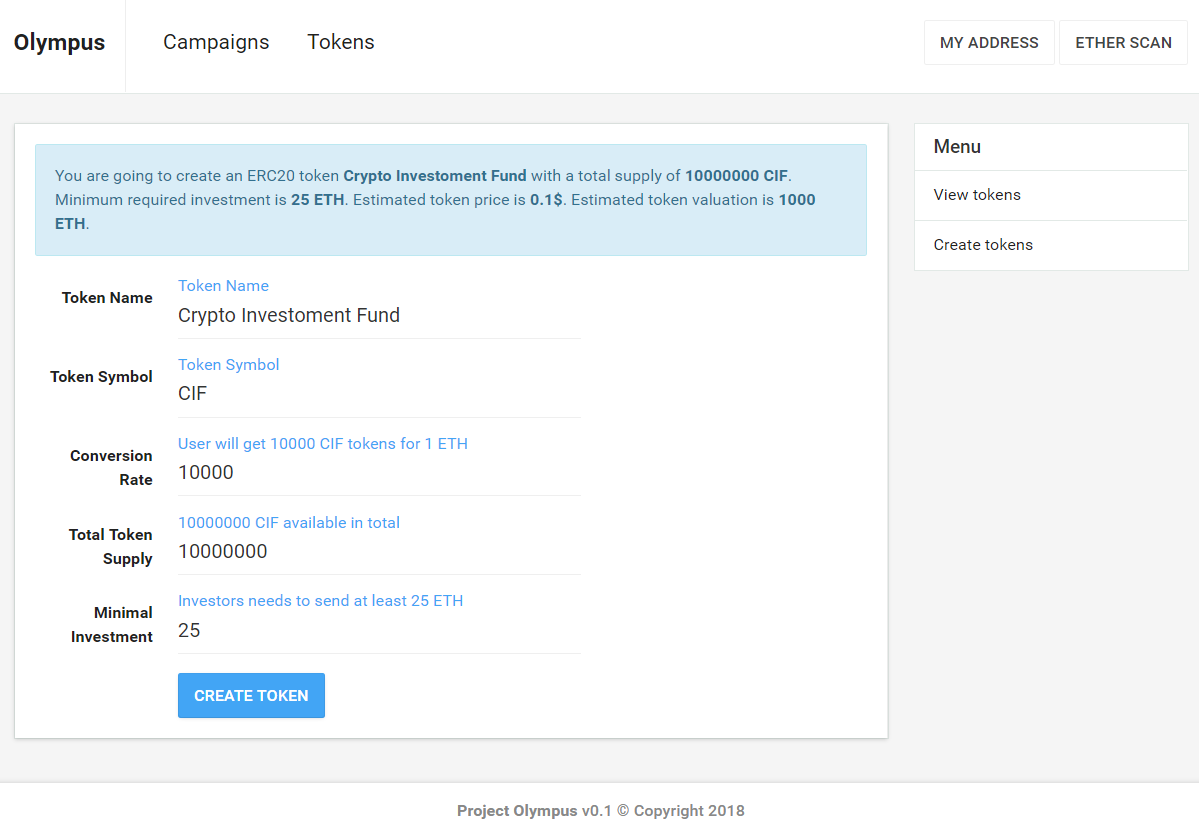 Olympus
Campaigns
Tokens
MY ADDRESS
ETHER SCAN
You are going to create an ERC20 token Crypto Investoment Fund with a total supply of 10000000 CIF.
Minimum required investment is 25 ETH. Estimated token price is 0.1$. Estimated token valuation is 1000
ETH.
Token Name
Token Name
Crypto Investoment Fund
Token Symbol
Token Symbol
CIF
Conversion
Rate
User will get 10000 CIF tokens for 1 ETH
10000
Total Token
Supply
10000000 CIF available in total
10000000
Minimal
Investment
Investors needs to send at least 25 ETH
25
CREATE TOKEN
Menu
View tokens
Create tokens
Project Olympus v0.1 © Copyright 2018